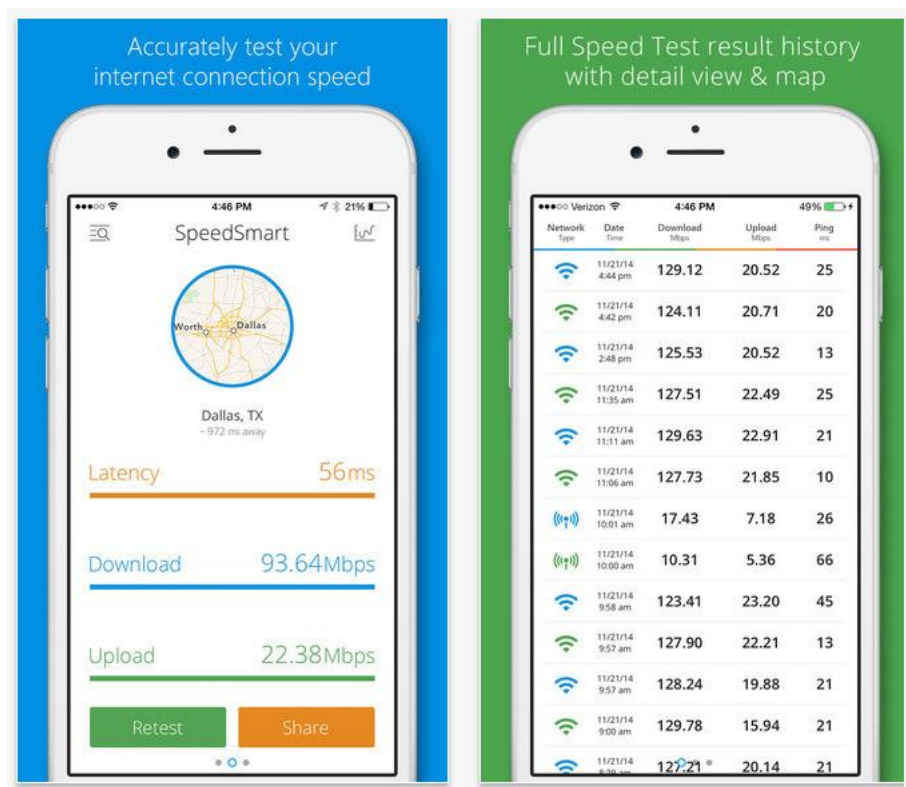 Accurately test your
internet connection speed
4:46 PM
21%
SpeedSmart
Worth
Dallas
Dallas, TX
~ 972 mi away
Latency 56ms
Download 93.64Mbps
Upload 22.38Mbps
Retest Share
Full Speed Test result history
with detail view & map
Verizon 4:46 PM 49%
Network Date Download Upload Ping
Type Time Mbps Mbps ms
11/21/14
4:44 pm 129.12 20.52 25
11/21/14
4:42 pm 124.11 20.71 20
11/21/14
2:48 pm 125.53 20.52 13
11/21/14
11:35 am 127.51 22.49 25
11/21/14
11:11 am 129.63 22.91 21
11/21/14
11:06 am 127.73 21.85 10
11/21/14
10:01 am 17.43 7.18 26
11/21/14
10:00 am 10.31 5.36 66
11/21/14
9:58 am 123.41 23.20 45
11/21/14
9:57 am 127.90 22.21 13
11/21/14
9:57 am 128.24 19.88 21
11/21/14
9:00 am 129.78 15.94 21
11/21/14
127.21 20.14 21